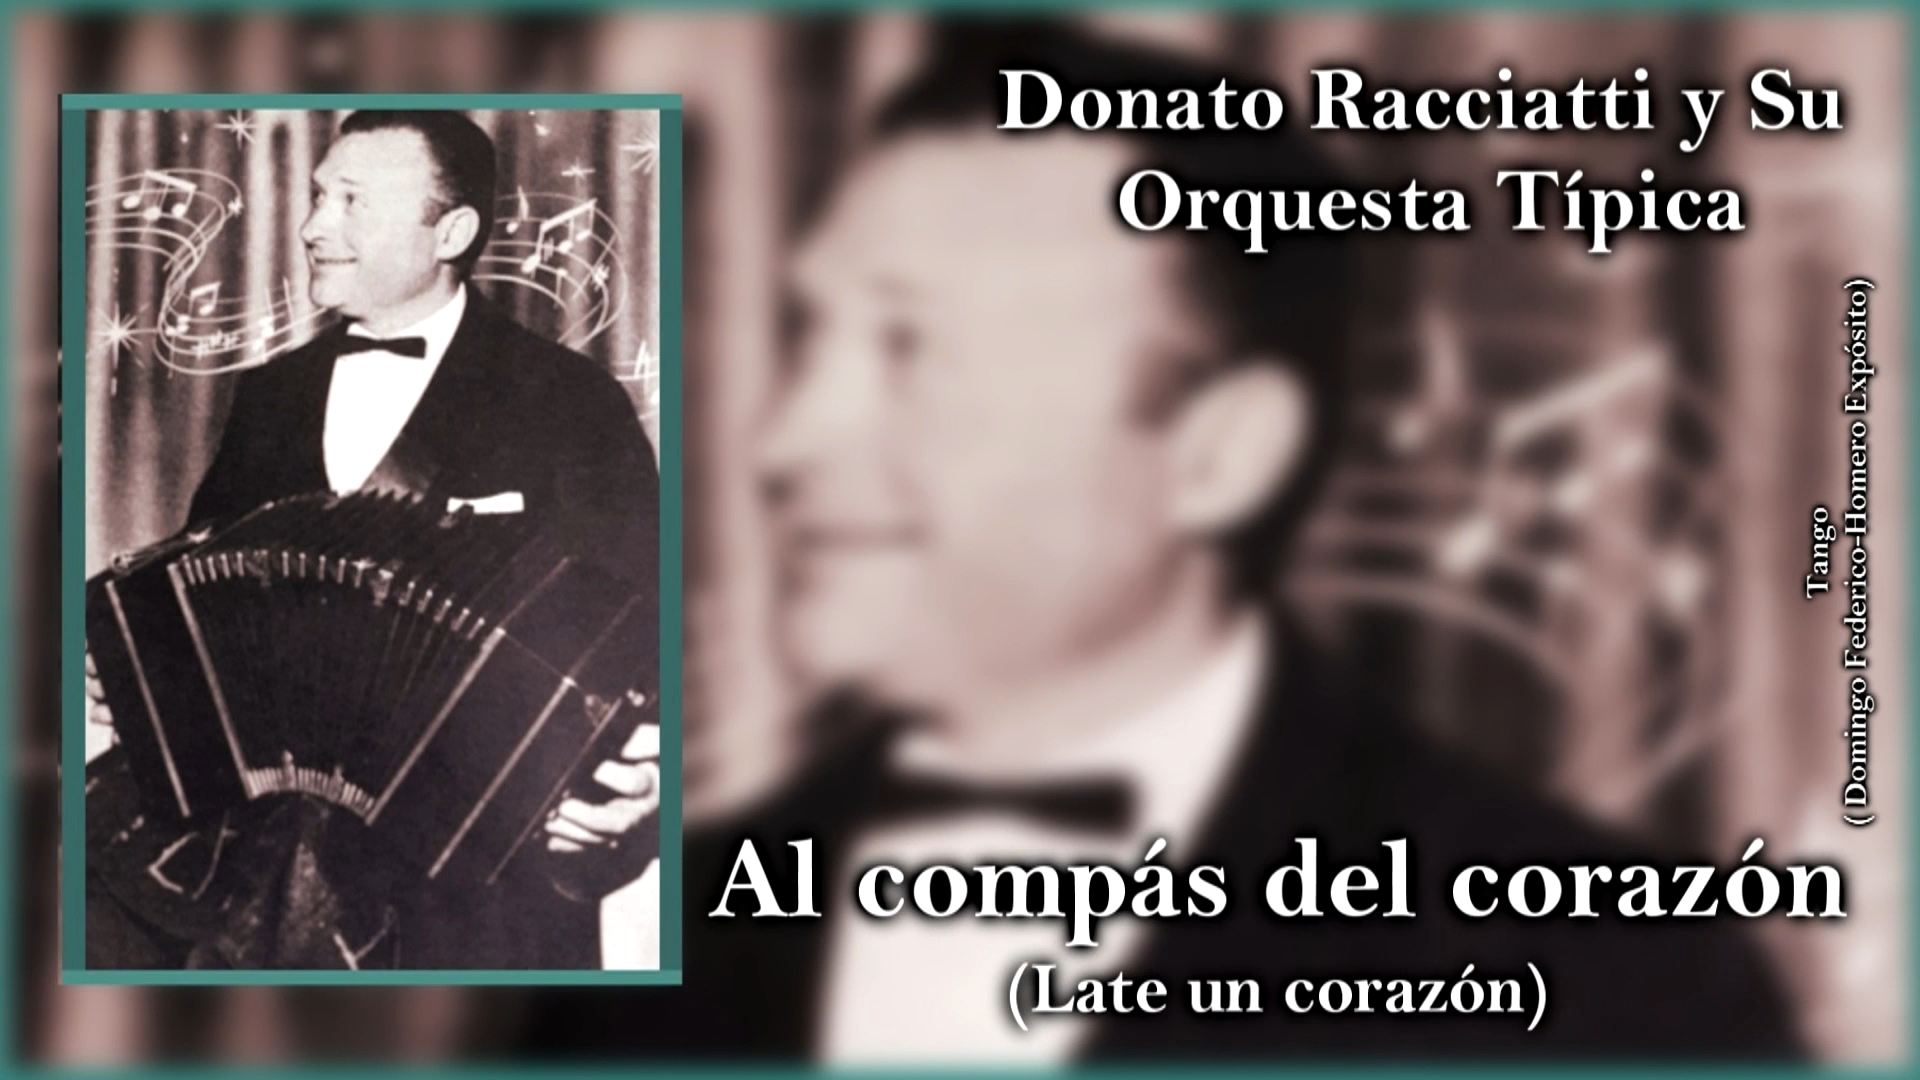 Donato Racciatti y Su
Orquesta Típica
Tango
(Domingo Federico-Homero Expósito)
Al compás del corazón
(Late un corazón)